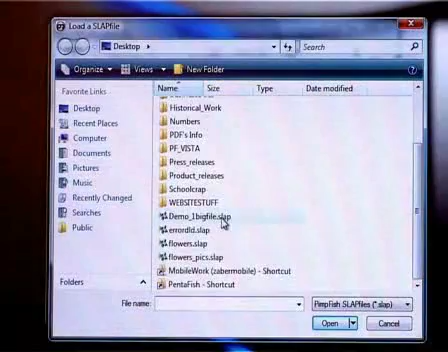 Load a SLAPfile
Desktop
Search
Organize Views New Folder
Favorite Links
Desktop
Recent Places
Computer
Documents
Pictures
Music
Recently Changed
Searches
Public
Folders
Name Size Type Date modified
Historical_Work
Numbers
PDF's Info
PF_VISTA
Press_releases
Product_releases
Schoolcrap
WEBSITESTUFF
Demo_1bigfile.slap
errordld.slap
flowers.slap
flowers_pics.slap
MobileWork (zabermobile) - Shortcut
PentaFish - Shortcut
File name:
PimpFish SLAPfiles (*.slap)
Open Cancel